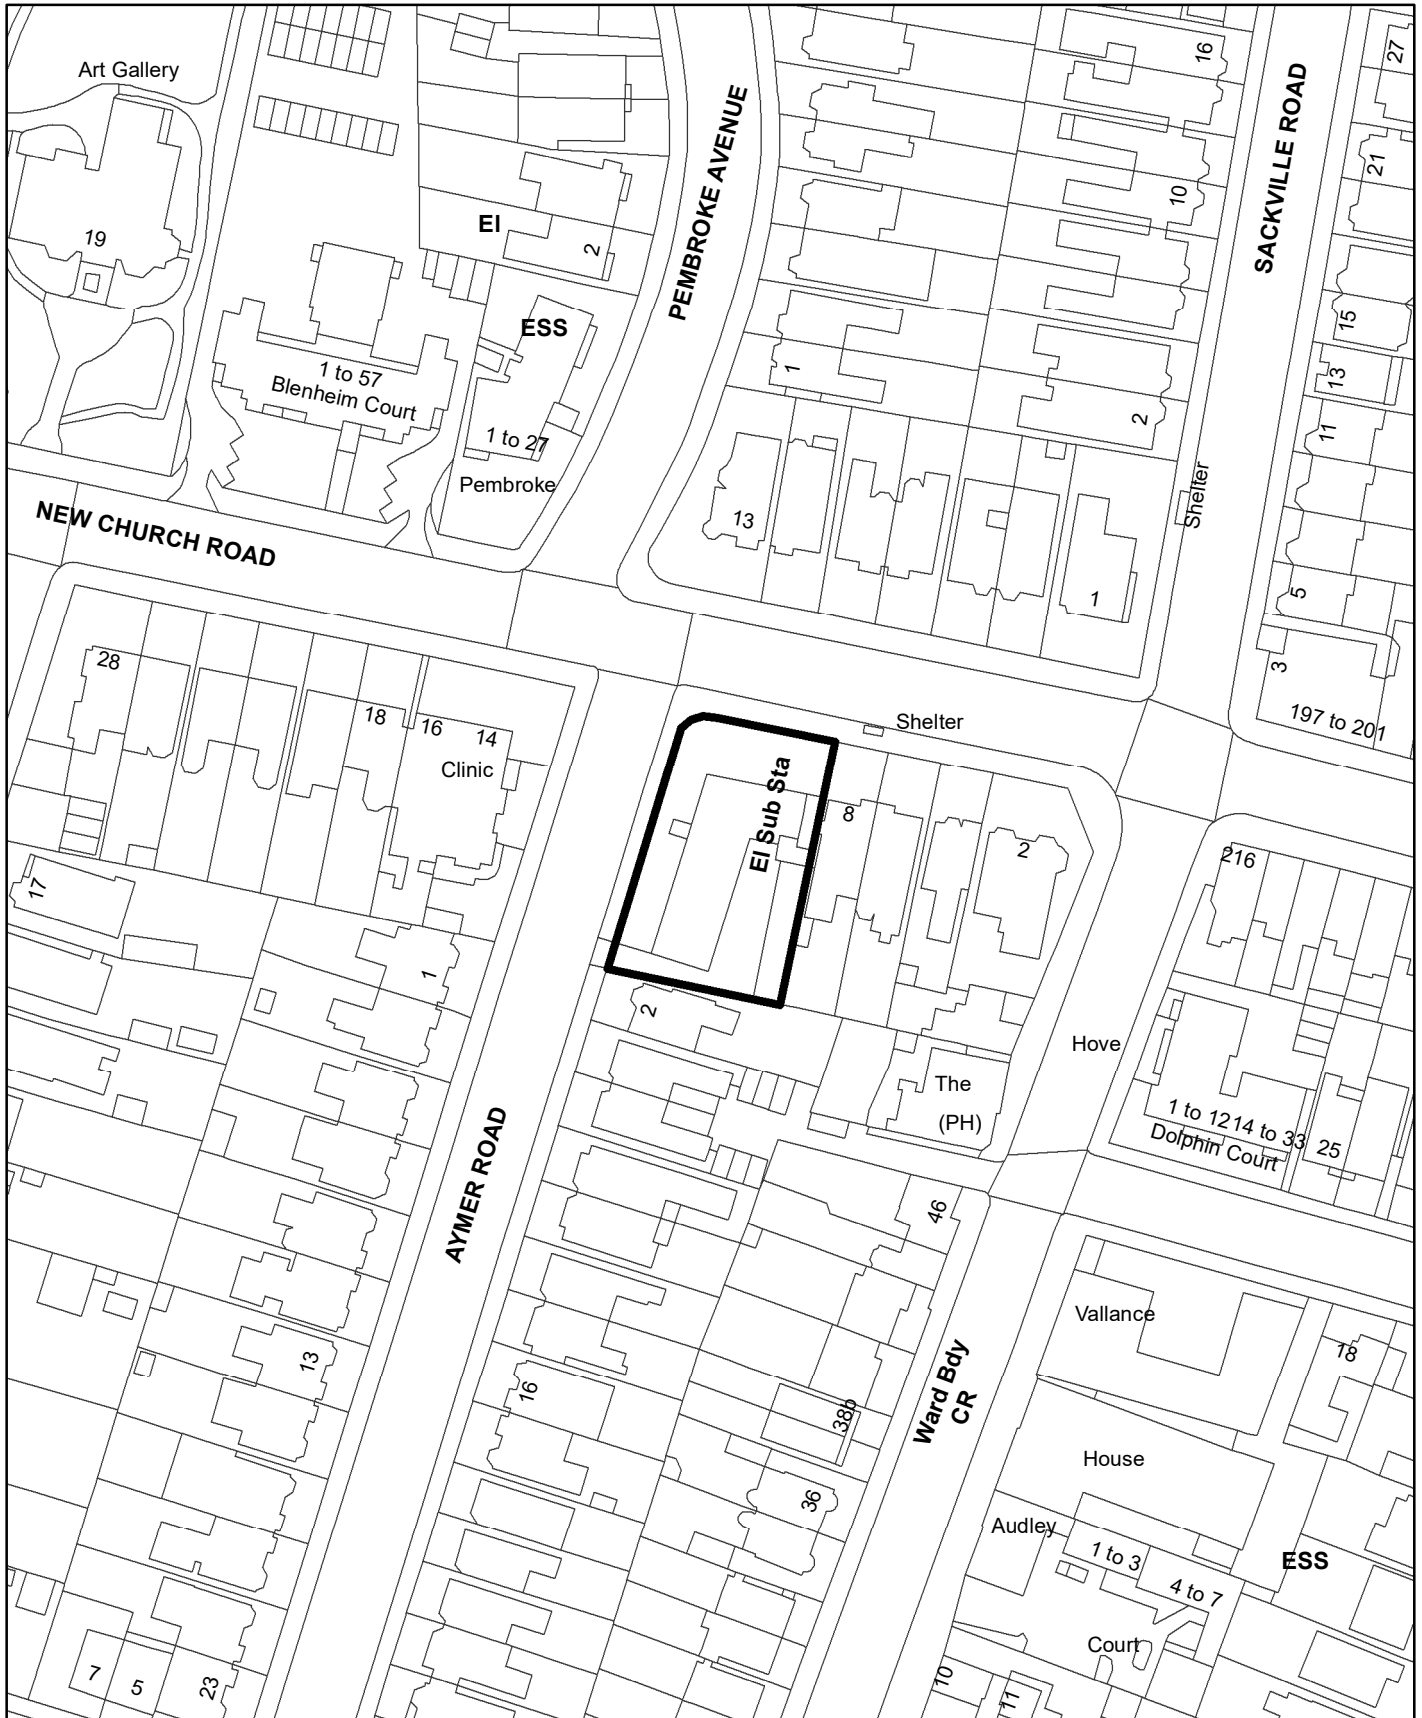 Art Gallery
16
27
PEMBROKE AVENUE
SACKVILLE ROAD
21
10
19
El
2
ESS
15
1 to 57
Blenheim Court
1
13
2
11
1 to 27
Pembroke
Shelter
13
NEW CHURCH ROAD
5
1
28
3
18
16
14
Clinic
Shelter
197 to 201
El Sub Sta
8
2
216
17
1
2
Hove
The
(PH)
1 to 12
14 to 33
Dolphin Court
25
AYMER ROAD
46
Vallance
18
13
16
Ward Bdy
CR
38b
House
36
Audley
1 to 3
4 to 7
ESS
Court
7
5
23
10
11